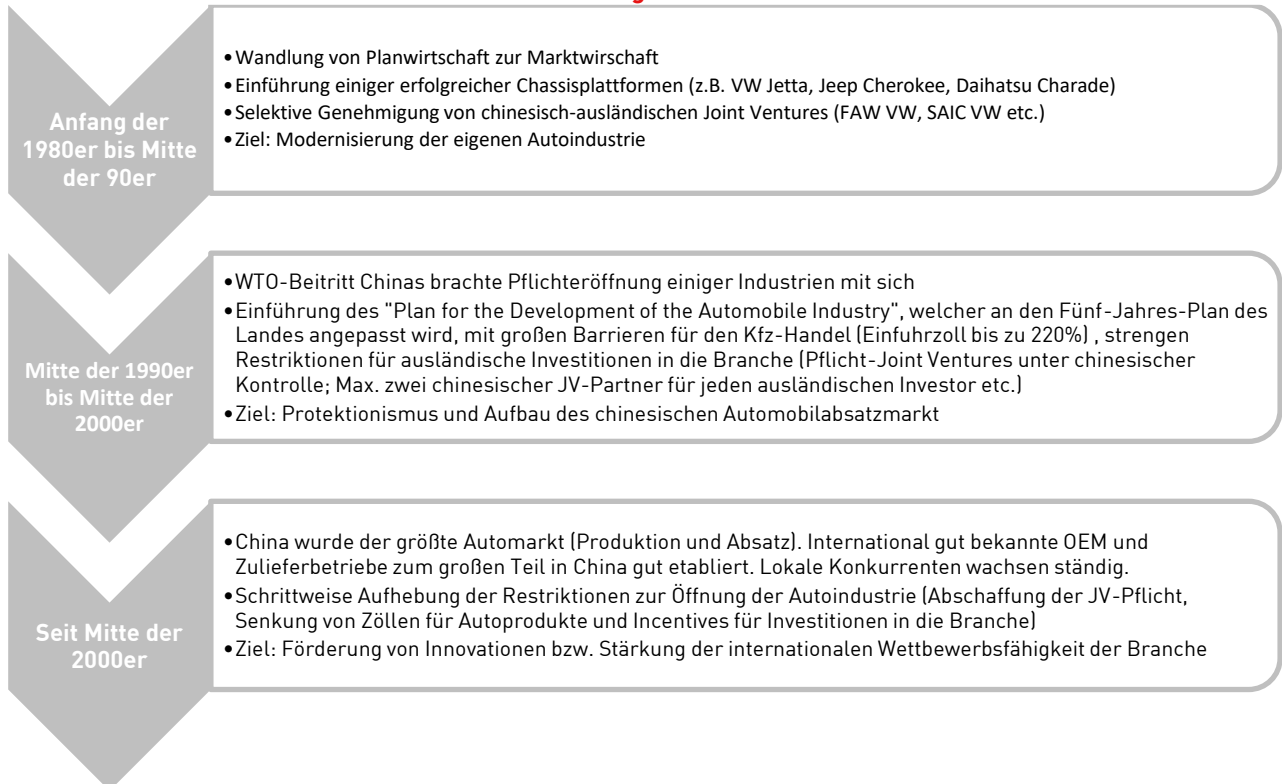 Anfang der
1980er bis Mitte
der 90er
•Wandlung von Planwirtschaft zur Marktwirschaft
•Einführung einiger erfolgreicher Chassisplattformen (z.B. VW Jetta, Jeep Cherokee, Daihatsu Charade)
•Selektive Genehmigung von chinesisch-ausländischen Joint Ventures (FAW VW, SAIC VW etc.)
•Ziel: Modernisierung der eigenen Autoindustrie
Mitte der 1990er
bis Mitte der
2000er
•WTO-Beitritt Chinas brachte Pflichteröffnung einiger Industrien mit sich
•Einführung des "Plan for the Development of the Automobile Industry", welcher an den Fünf-Jahres-Plan des
Landes angepasst wird, mit großen Barrieren für den Kfz-Handel (Einfuhrzoll bis zu 220%) , strengen
Restriktionen für ausländische Investitionen in die Branche (Pflicht-Joint Ventures unter chinesischer
Kontrolle; Max. zwei chinesischer JV-Partner für jeden ausländischen Investor etc.)
•Ziel: Protektionismus und Aufbau des chinesischen Automobilabsatzmarkt
Seit Mitte der
2000er
•China wurde der größte Automarkt (Produktion und Absatz). International gut bekannte OEM und
Zulieferbetriebe zum großen Teil in China gut etabliert. Lokale Konkurrenten wachsen ständig.
•Schrittweise Aufhebung der Restriktionen zur Öffnung der Autoindustrie (Abschaffung der JV-Pflicht,
Senkung von Zöllen für Autoprodukte und Incentives für Investitionen in die Branche)
•Ziel: Förderung von Innovationen bzw. Stärkung der internationalen Wettbewerbsfähigkeit der Branche